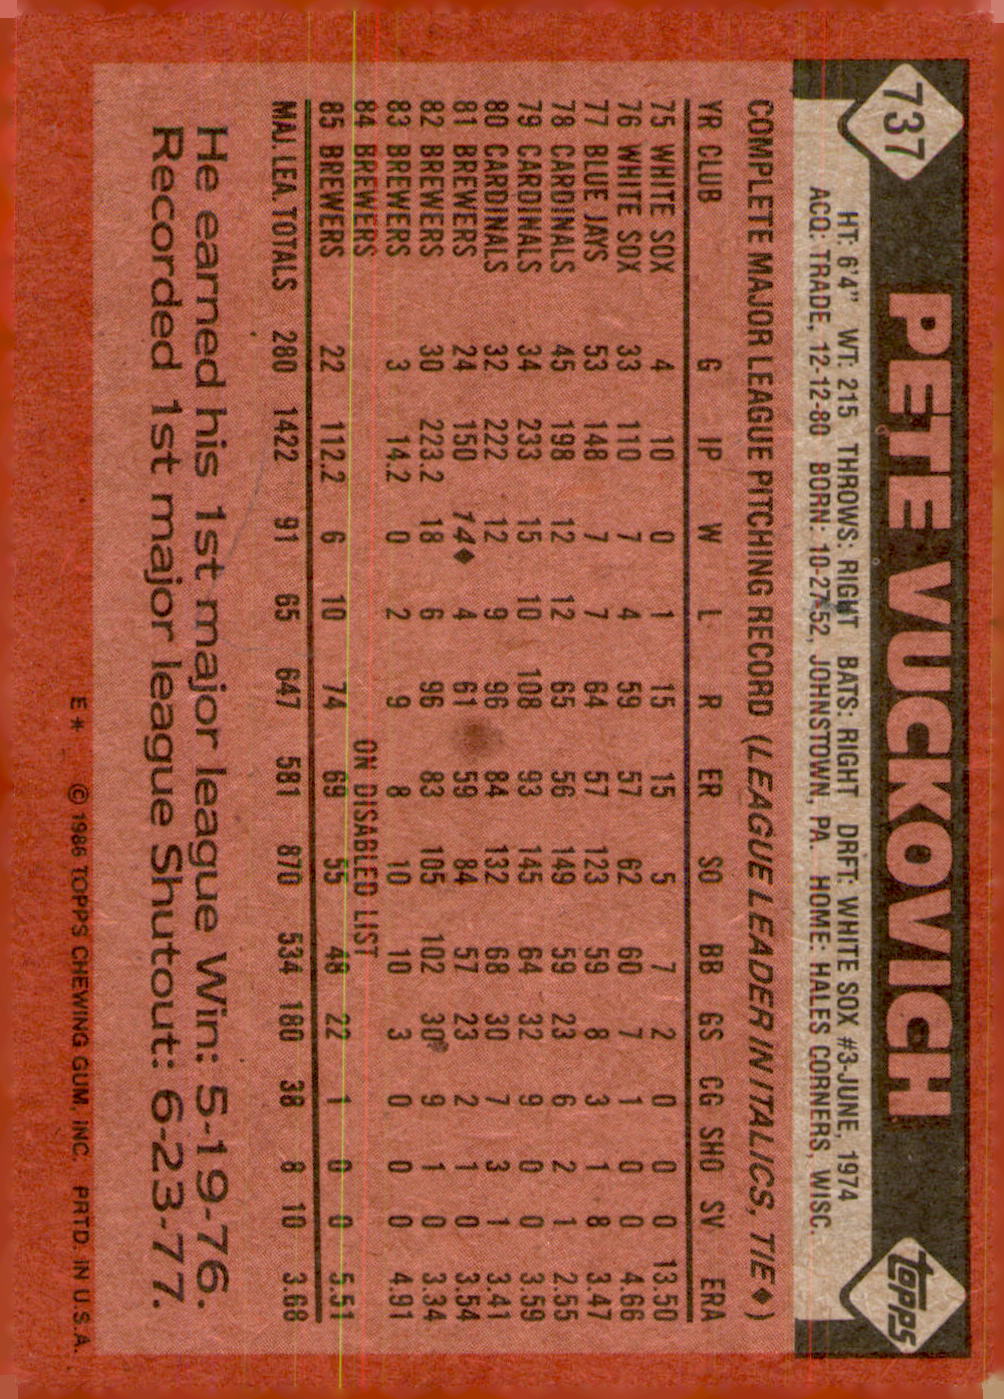 737 PETE VUCKOVICH topps
HT: 6'4" WT: 215 THROWS: RIGHT BATS: RIGHT DRFT: WHITE SOX #3-JUNE, 1974
ACQ: TRADE, 12-12-80 BORN: 10-27-52, JOHNSTOWN, PA HOME: HALES CORNERS, WISC.
COMPLETE MAJOR LEAGUE PITCHING RECORD (LEAGUE LEADER IN ITALICS, TIE♦)
YR CLUB G IP W L R ER SO BB GS CG SHO SV ERA
75 WHITE SOX 4 10 0 1 15 15 5 7 2 0 0 0 13.50
76 WHITE SOX 33 110 7 4 59 57 62 60 7 1 0 0 4.66
77 BLUE JAYS 53 148 7 7 64 57 123 59 8 3 1 8 3.47
78 CARDINALS 45 198 12 12 65 56 149 59 23 6 2 1 2.55
79 CARDINALS 34 233 15 10 108 93 145 64 32 9 0 0 3.59
80 CARDINALS 32 222 12 9 96 84 132 68 30 7 3 1 3.41
81 BREWERS 24 150 14♦ 4 61 59 84 57 23 2 1 0 3.54
82 BREWERS 30 223.2 18 6 96 83 105 102 30 9 1 0 3.34
83 BREWERS 3 14.2 0 2 9 8 10 10 3 0 0 0 4.91
84 BREWERS ON DISABLED LIST
85 BREWERS 22 112.2 6 10 74 69 55 48 22 1 0 0 5.51
MAJ. LEA. TOTALS 280 1422 91 65 647 581 870 534 180 38 8 10 3.68
He earned his 1st major league Win: 5-19-76.
Recorded 1st major league Shutout: 6-23-77.
E* © 1986 TOPPS CHEWING GUM, INC. PRTD. IN U.S.A.